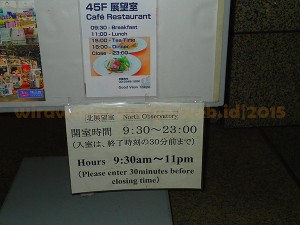 45F 展望室
Café Restaurant
09:30 - Breakfast
11:00 - Lunch
15:00 - Tea Time
18:00 - Dinner
Close - 23:00
Good View Tokyo
北展望室 North Observatory
開室時間 9:30~23:00
(入室は、終了時刻の30分前まで)
Hours 9:30am~11pm
(Please enter 30minutes before
closing time)